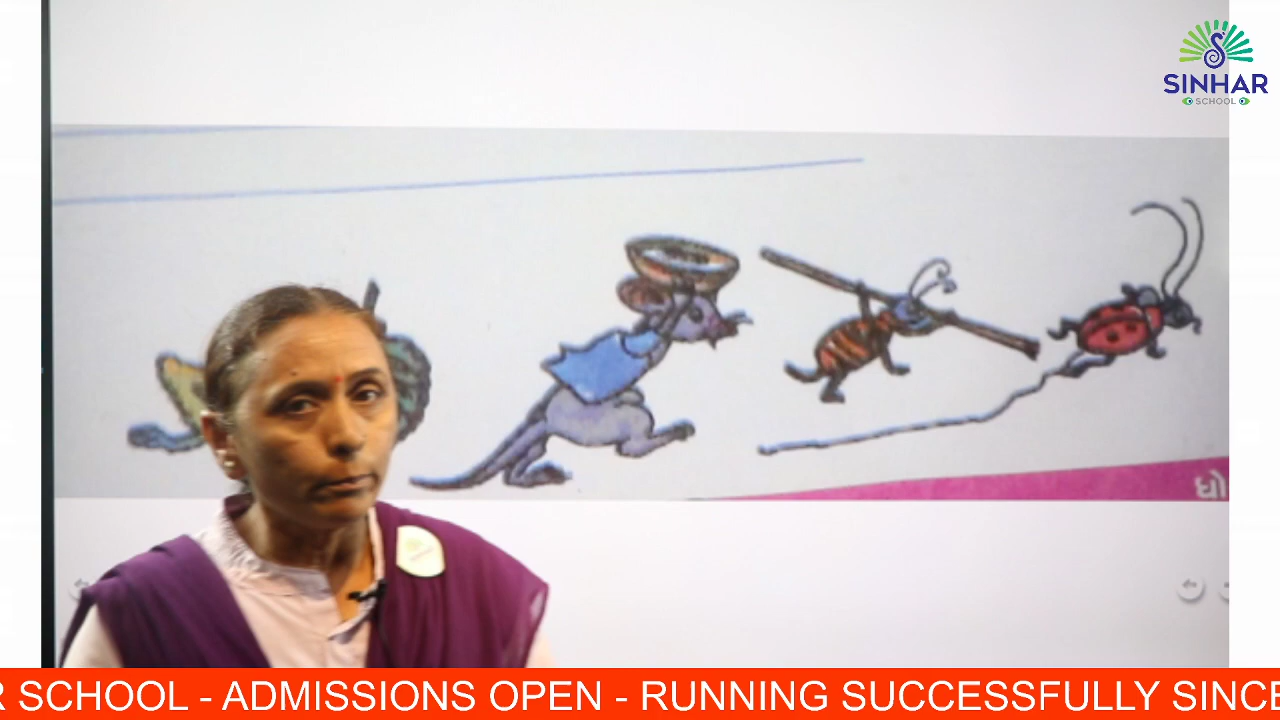 SINHAR
SCHOOL
ધો
R SCHOOL - ADMISSIONS OPEN - RUNNING SUCCESSFULLY SINCE